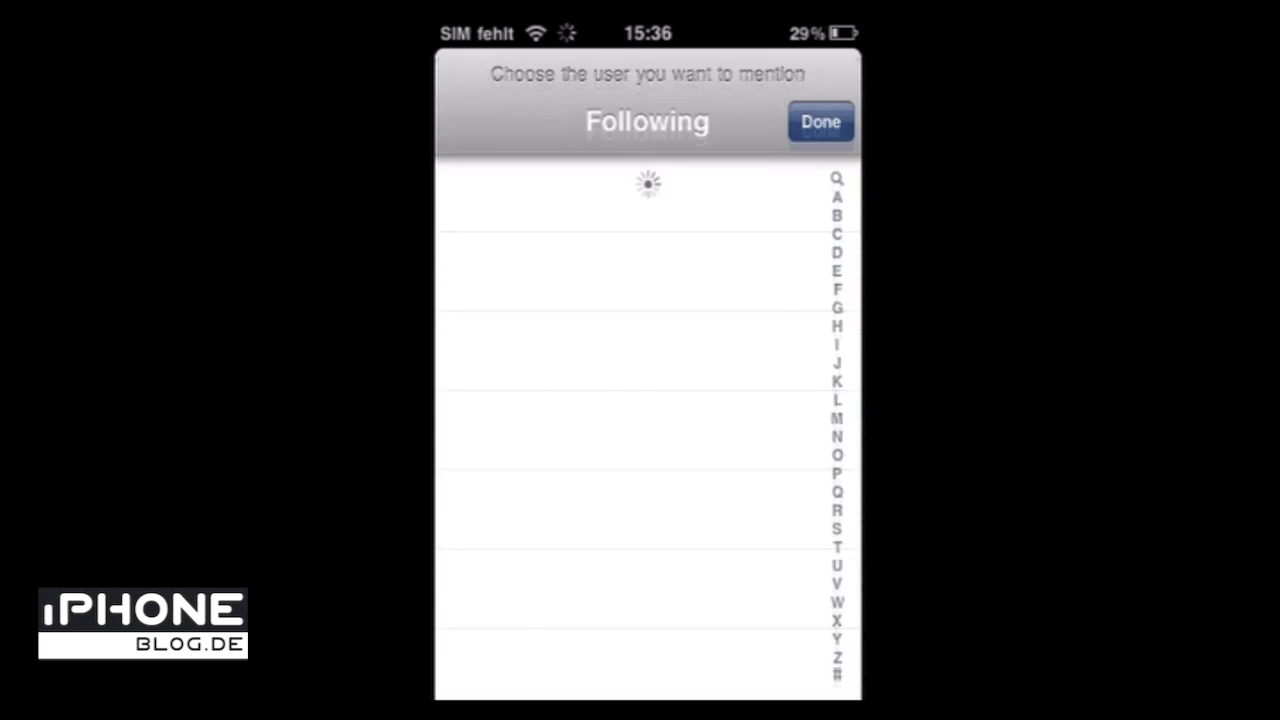 SIM fehlt 15:36 29%
Choose the user you want to mention
Following Done
A
B
C
D
E
F
G
H
I
J
K
L
M
N
O
P
Q
R
S
T
U
V
W
X
Y
Z
#
iPHONE
BLOG.DE